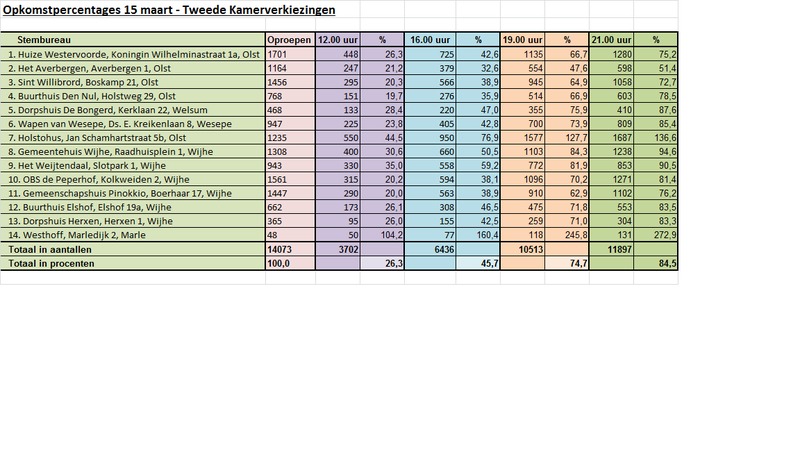 Opkomstpercentages 15 maart - Tweede Kamerverkiezingen
Stembureau Oproepen 12.00 uur % 16.00 uur % 19.00 uur % 21.00 uur %
1. Huize Westervoorde, Koningin Wilhelminastraat 1a, Olst 1701 448 26,3 725 42,6 1135 66,7 1280 75,2
2. Het Averbergen, Averbergen 1, Olst 1164 247 21,2 379 32,6 554 47,6 598 51,4
3. Sint Willibrord, Boskamp 21, Olst 1456 295 20,3 566 38,9 945 64,9 1058 72,7
4. Buurthuis Den Nul, Holstweg 29, Olst 768 151 19,7 276 35,9 514 66,9 603 78,5
5. Dorpshuis De Bongerd, Kerklaan 22, Welsum 468 133 28,4 220 47,0 355 75,9 410 87,6
6. Wapen van Wesepe, Ds. E. Kreikenlaan 8, Wesepe 947 225 23,8 405 42,8 700 73,9 809 85,4
7. Holstohus, Jan Schamhartstraat 5b, Olst 1235 550 44,5 950 76,9 1577 127,7 1687 136,6
8. Gemeentehuis Wijhe, Raadhuisplein 1, Wijhe 1308 400 30,6 660 50,5 1103 84,3 1238 94,6
9. Het Weijtendaal, Slotpark 1, Wijhe 943 330 35,0 558 59,2 772 81,9 853 90,5
10. OBS de Peperhof, Kolkweiden 2, Wijhe 1561 315 20,2 594 38,1 1096 70,2 1271 81,4
11. Gemeenschapshuis Pinokkio, Boerhaar 17, Wijhe 1447 290 20,0 563 38,9 910 62,9 1102 76,2
12. Buurthuis Elshof, Elshof 19a, Wijhe 662 173 26,1 308 46,5 475 71,8 553 83,5
13. Dorpshuis Herxen, Herxen 1, Wijhe 365 95 26,0 155 42,5 259 71,0 304 83,3
14. Westhoff, Marledijk 2, Marle 48 50 104,2 77 160,4 118 245,8 131 272,9
Totaal in aantallen 14073 3702 6436 10513 11897
Totaal in procenten 100,0 26,3 45,7 74,7 84,5